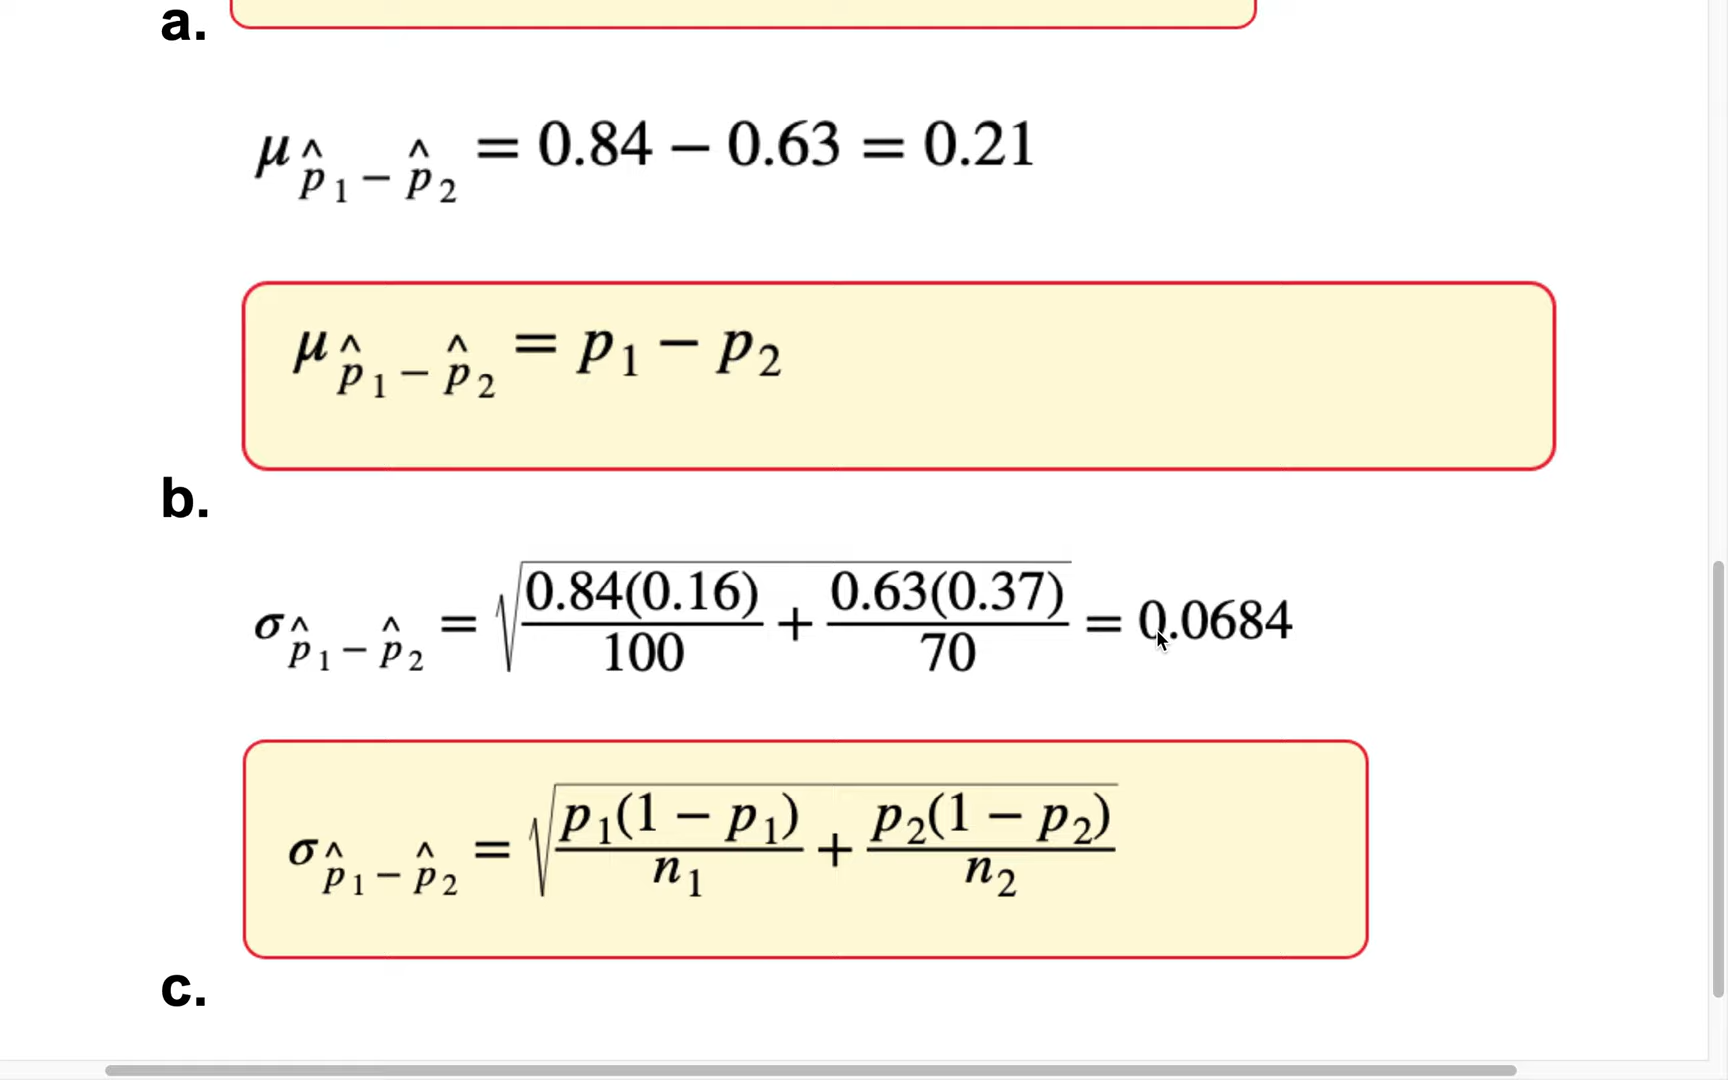 a.
μ p̂₁ − p̂₂ = 0.84 − 0.63 = 0.21
μ p̂₁ − p̂₂ = p₁ − p₂
b.
σ p̂₁ − p̂₂ = √(0.84(0.16)/100 + 0.63(0.37)/70) = 0.0684
σ p̂₁ − p̂₂ = √(p₁(1 − p₁)/n₁ + p₂(1 − p₂)/n₂)
c.